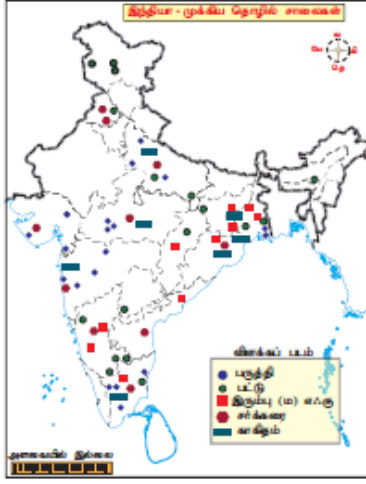 இந்தியா - முக்கிய தொழில் சாலைகள்
விளக்கப் படம்
பருத்தி
பட்டு
இரும்பு (ம) எஃகு
சர்க்கரை
காகிதம்
அளவையில் இல்லை